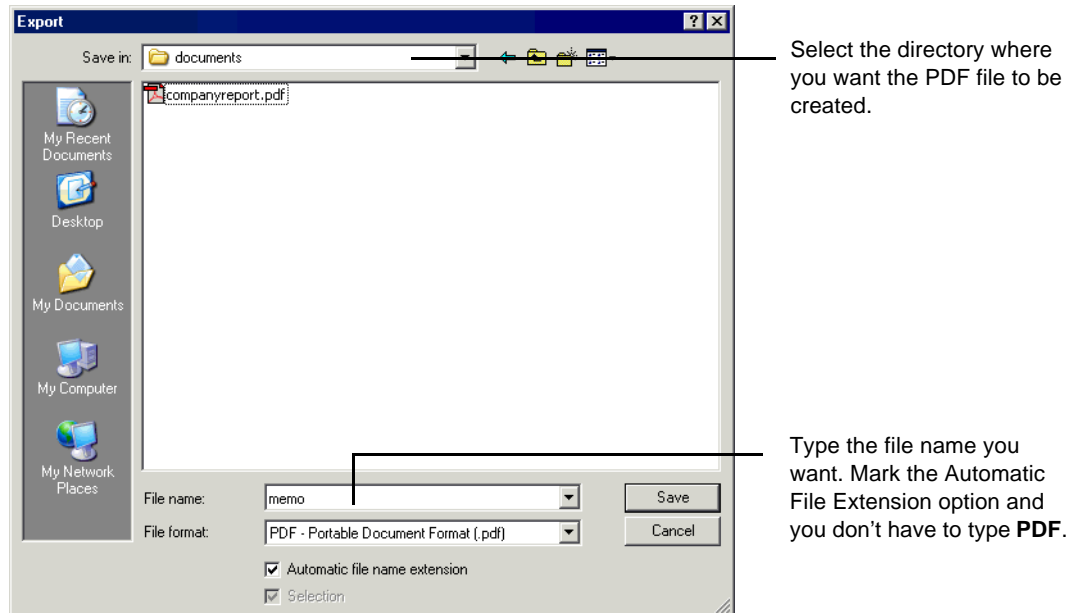 Export
Save in:
documents
Select the directory where
you want the PDF file to be
created.
companyreport.pdf
My Recent
Documents
Desktop
My Documents
My Computer
My Network
Places
Type the file name you
want. Mark the Automatic
File Extension option and
you don’t have to type PDF.
File name:
memo
Save
File format:
PDF - Portable Document Format (.pdf)
Cancel
Automatic file name extension
Selection